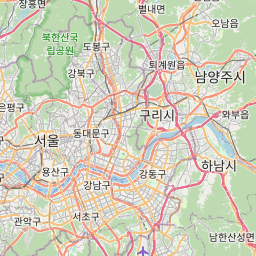 장흥면
별내면
오남읍
북한산국
립공원
도봉구
퇴계원읍
강북구
남양주시
은평구
구리시
와부읍
동대문구
서울
하남시
용산구
강동구
강남구
서초구
관악구
남한산성면